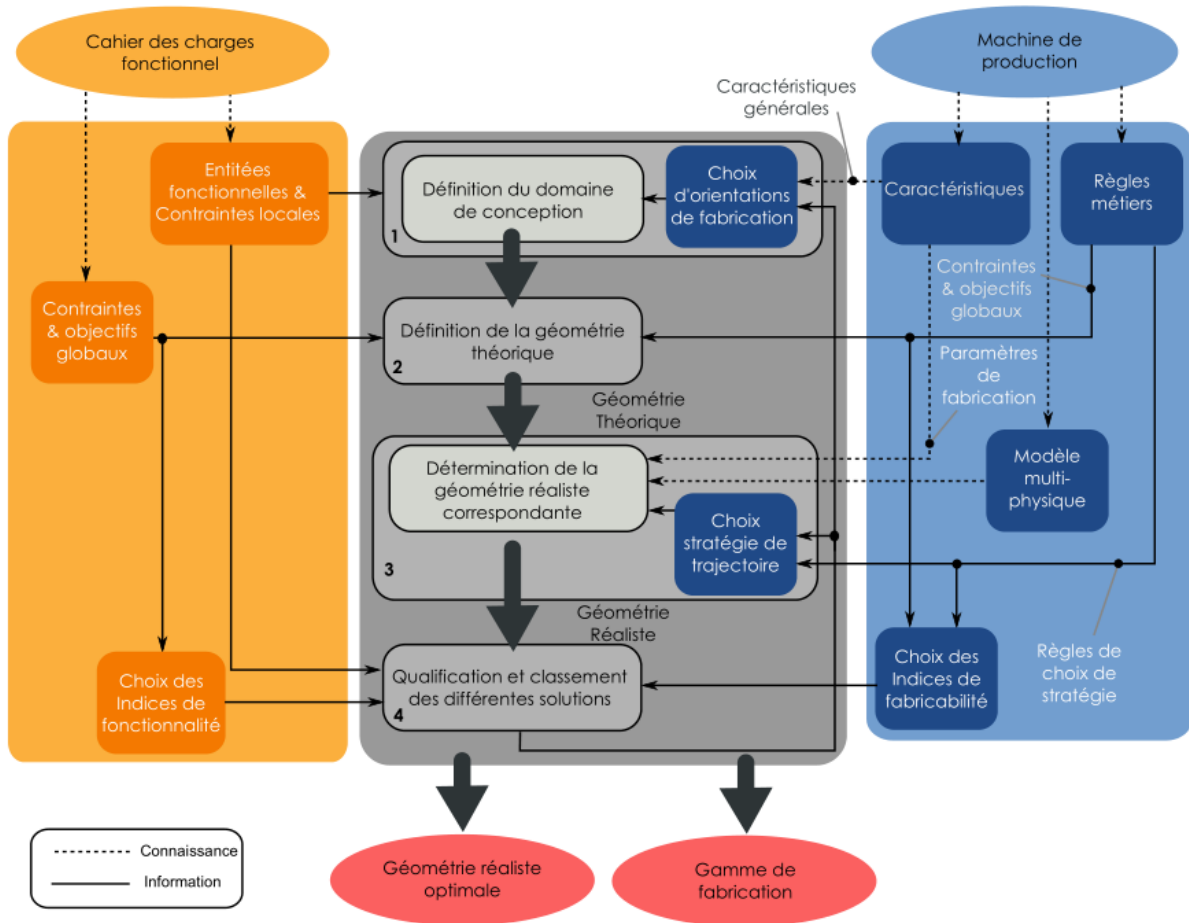 Cahier des charges
fonctionnel
Machine de
production
Caractéristiques
générales
Entitées
fonctionnelles &
Contraintes locales
Définition du domaine
de conception
1
Choix
d'orientations
de fabrication
Caractéristiques
Règles
métiers
Contraintes
& objectifs
globaux
Contraintes
& objectifs
globaux
Définition de la géométrie
théorique
2
Paramètres
de
fabrication
Géométrie
Théorique
Détermination de la
géométrie réaliste
correspondante
3
Choix
stratégie de
trajectoire
Modèle
multi-
physique
Géométrie
Réaliste
Règles de
choix de
stratégie
Choix des
Indices de
fonctionnalité
Qualification et classement
des différentes solutions
4
Choix des
Indices de
fabricabilité
Connaissance
Information
Géométrie réaliste
optimale
Gamme de
fabrication